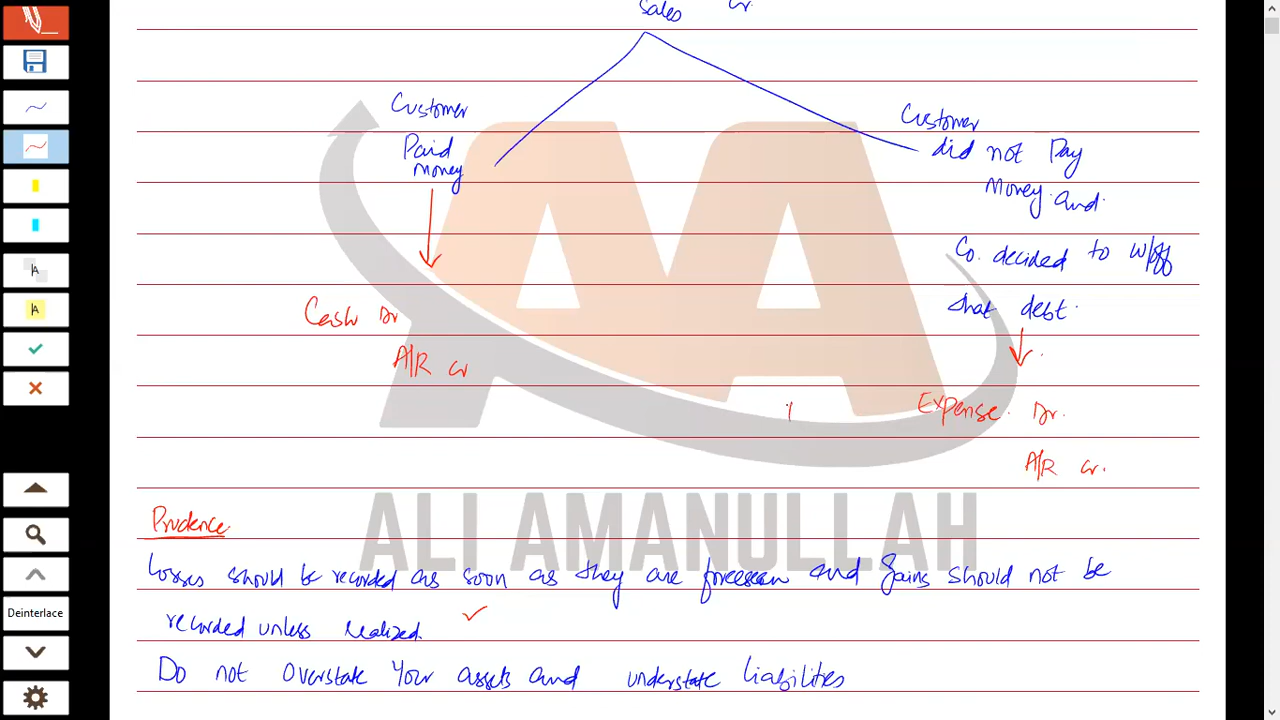 Sales Cr
Customer
Paid
money
Customer
did not Pay
Money and
Co. decided to w/off
that debt.
Cash Dr
A/R cr
Expense. Dr.
A/R cr.
ALI AMANULLAH
Prudence
Losses should be recorded as soon as they are foreseen and gains should not be
recorded unless realized.
Do not overstate your assets and understate liabilities
Deinterlace